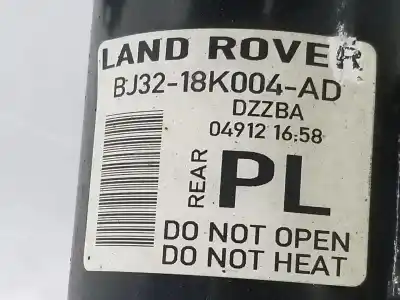 LAND ROVER
BJ32-18K004-AD
DZZBA
04912 16:58
REAR
PL
DO NOT OPEN
DO NOT HEAT